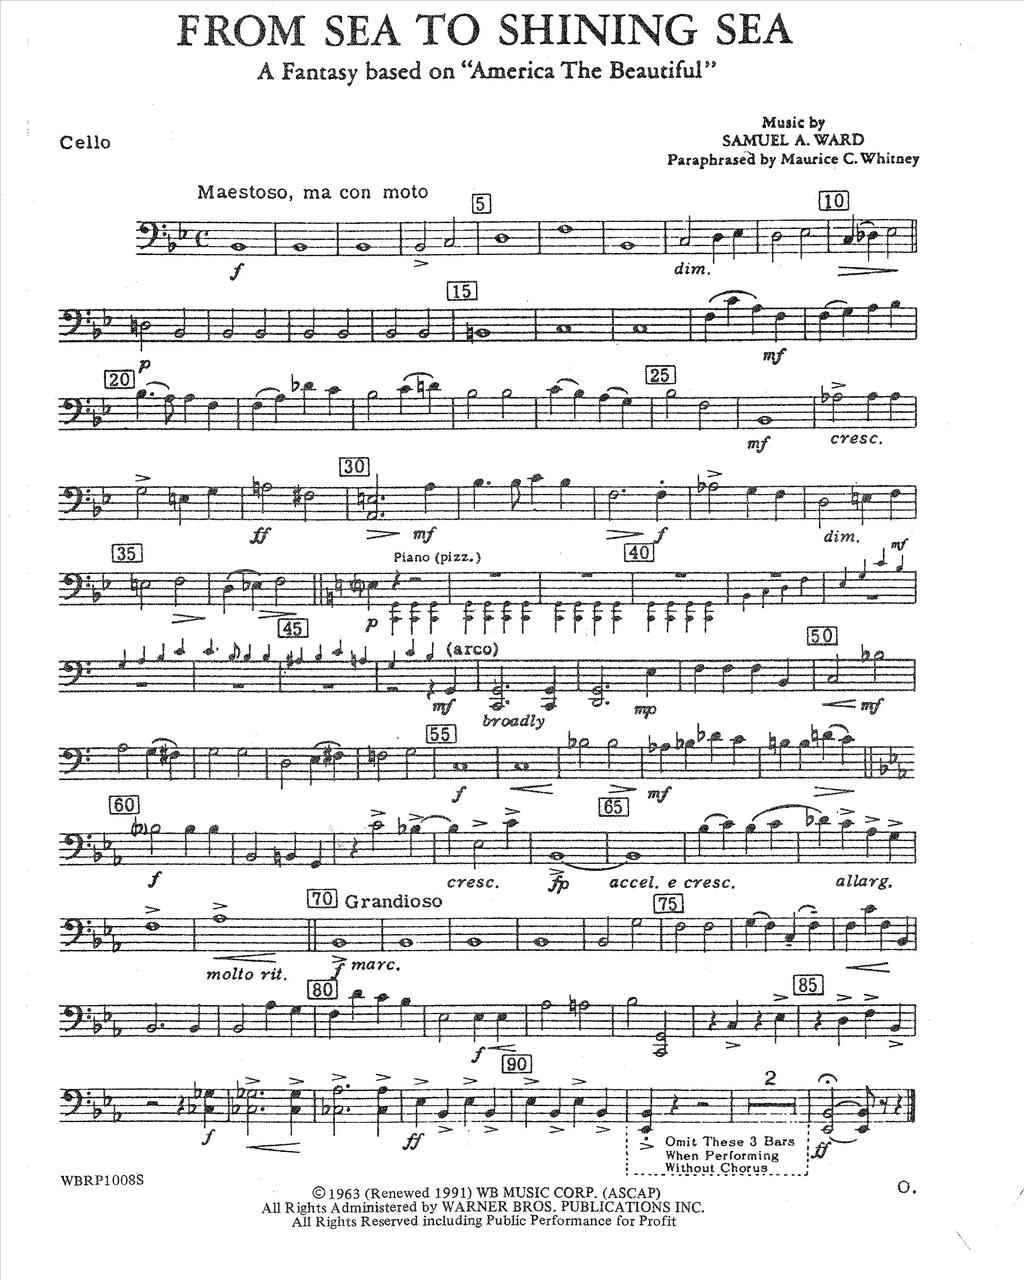 FROM SEA TO SHINING SEA
A Fantasy based on "America The Beautiful"
Music by
Cello
SAMUEL A. WARD
Paraphrased by Maurice C. Whitney
Maestoso, ma con moto
5
10
f
dim.
15
p
mf
20
25
mf
cresc.
30
ff
mf
f
dim.
35
Piano (pizz.)
40
mf
p
45
(arco)
50
mf
broadly
mp
mf
55
f
mf
60
65
f
cresc.
fp
accel. e cresc.
allarg.
70 Grandioso
75
molto rit.
f marc.
80
85
f
90
2
f
ff
Omit These 3 Bars
When Performing
Without Chorus
ff
WBRP1008S
O.
©1963 (Renewed 1991) WB MUSIC CORP. (ASCAP)
All Rights Administered by WARNER BROS. PUBLICATIONS INC.
All Rights Reserved including Public Performance for Profit